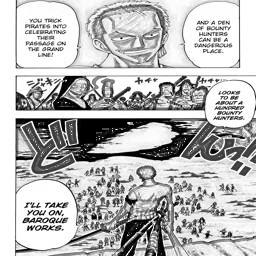 YOU TRICK
PIRATES INTO
CELEBRATING
THEIR
PASSAGE ON
THE GRAND
LINE!
AND A DEN
OF BOUNTY
HUNTERS
CAN BE A
DANGEROUS
PLACE.
LOOKS
TO BE
ABOUT A
HUNDRED
BOUNTY
HUNTERS.
I'LL TAKE
YOU ON,
BAROQUE
WORKS.